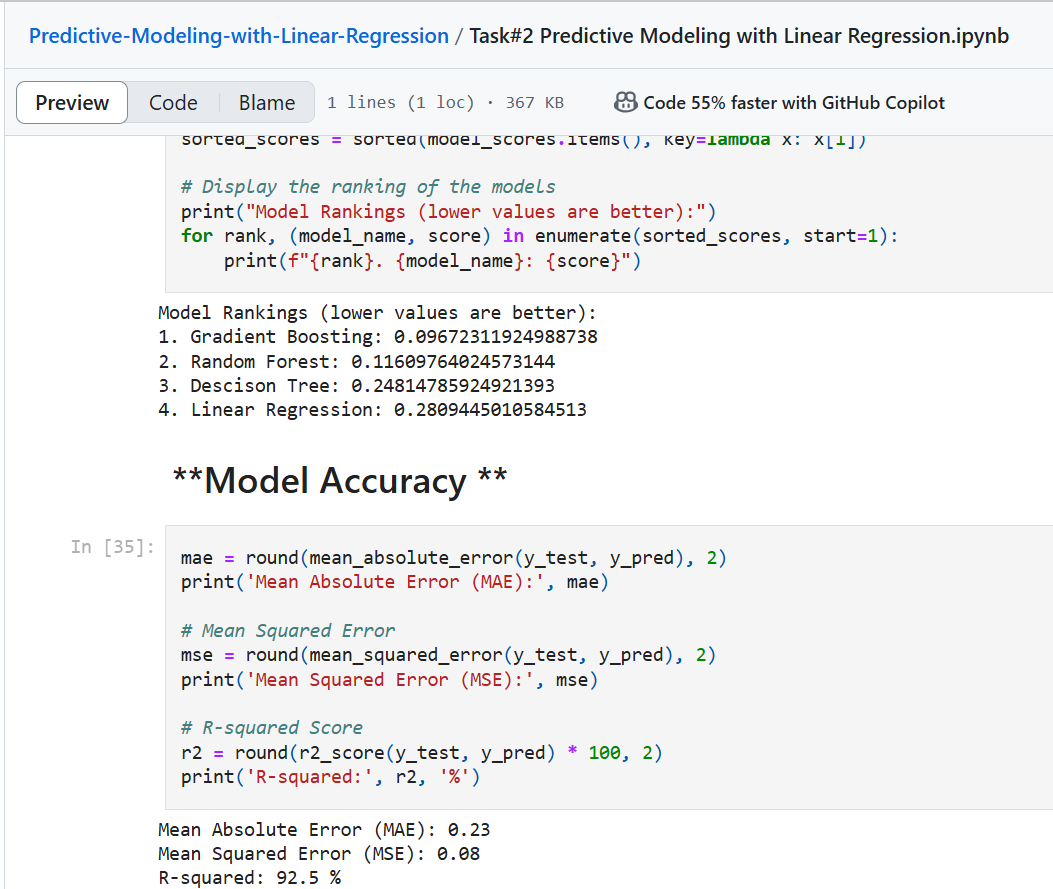 Predictive-Modeling-with-Linear-Regression / Task#2 Predictive Modeling with Linear Regression.ipynb
Preview Code Blame 1 lines (1 loc) · 367 KB Code 55% faster with GitHub Copilot
sorted_scores = sorted(model_scores.items(), key=lambda x: x[1])
# Display the ranking of the models
print("Model Rankings (lower values are better):")
for rank, (model_name, score) in enumerate(sorted_scores, start=1):
    print(f"{rank}. {model_name}: {score}")
Model Rankings (lower values are better):
1. Gradient Boosting: 0.09672311924988738
2. Random Forest: 0.11609764024573144
3. Descison Tree: 0.24814785924921393
4. Linear Regression: 0.2809445010584513
**Model Accuracy **
In [35]:
mae = round(mean_absolute_error(y_test, y_pred), 2)
print('Mean Absolute Error (MAE):', mae)
# Mean Squared Error
mse = round(mean_squared_error(y_test, y_pred), 2)
print('Mean Squared Error (MSE):', mse)
# R-squared Score
r2 = round(r2_score(y_test, y_pred) * 100, 2)
print('R-squared:', r2, '%')
Mean Absolute Error (MAE): 0.23
Mean Squared Error (MSE): 0.08
R-squared: 92.5 %